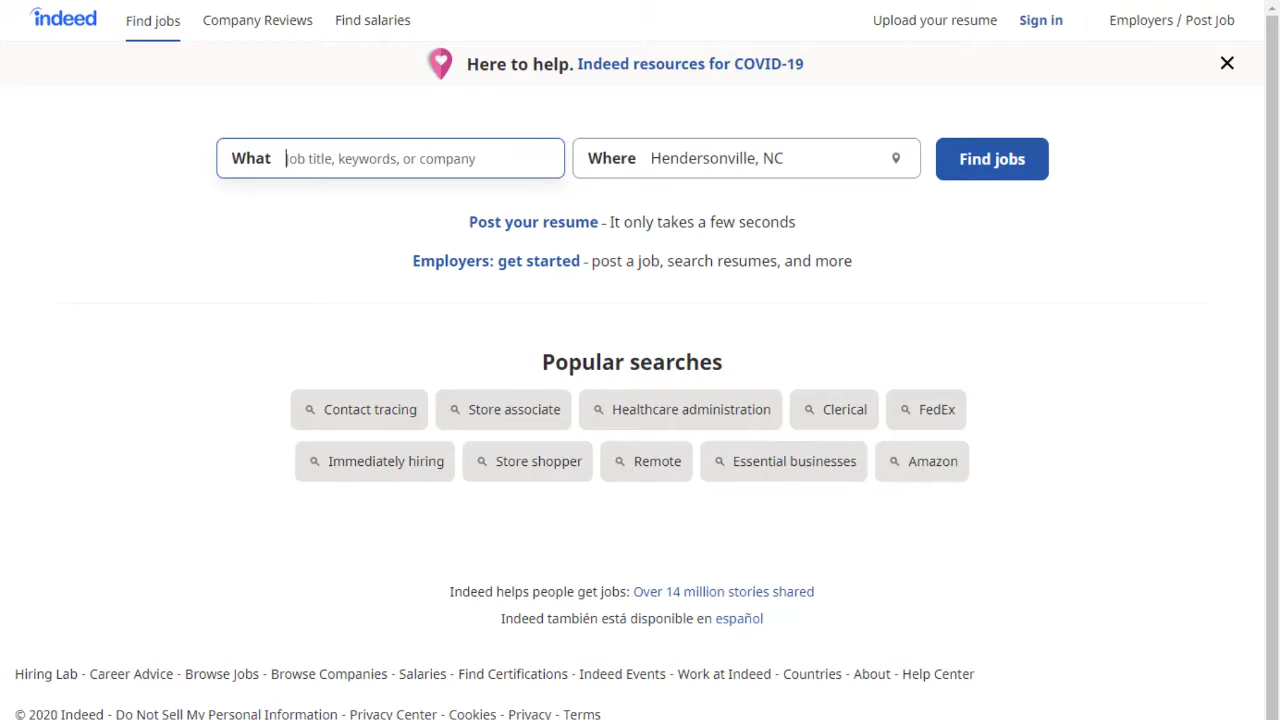 indeed Find jobs Company Reviews Find salaries Upload your resume Sign in Employers / Post Job
Here to help. Indeed resources for COVID-19
What Job title, keywords, or company Where Hendersonville, NC Find jobs
Post your resume - It only takes a few seconds
Employers: get started - post a job, search resumes, and more
Popular searches
Contact tracing Store associate Healthcare administration Clerical FedEx
Immediately hiring Store shopper Remote Essential businesses Amazon
Indeed helps people get jobs: Over 14 million stories shared
Indeed también está disponible en español
Hiring Lab - Career Advice - Browse Jobs - Browse Companies - Salaries - Find Certifications - Indeed Events - Work at Indeed - Countries - About - Help Center
© 2020 Indeed - Do Not Sell My Personal Information - Privacy Center - Cookies - Privacy - Terms